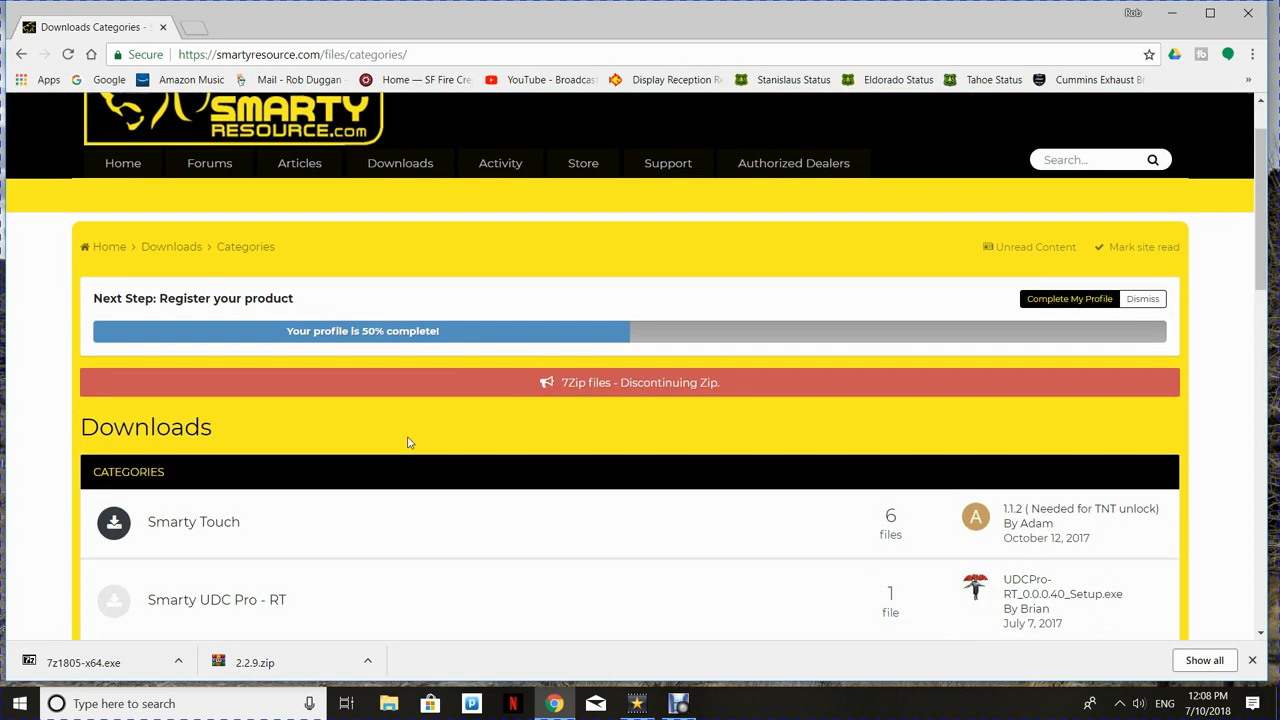 Rob
Downloads Categories -
Secure
https://smartyresource.com/files/categories/
Apps
Google
Amazon Music
Mail - Rob Duggan
Home — SF Fire Cre
YouTube - Broadcas
Display Reception
Stanislaus Status
Eldorado Status
Tahoe Status
Cummins Exhaust B
»
SMARTY
RESOURCE.COM
Home
Forums
Articles
Downloads
Activity
Store
Support
Authorized Dealers
Search...
Home > Downloads > Categories
Unread Content
Mark site read
Next Step: Register your product
Complete My Profile
Dismiss
Your profile is 50% complete!
7Zip files - Discontinuing Zip.
Downloads
CATEGORIES
Smarty Touch
6
files
A
1.1.2 ( Needed for TNT unlock)
By Adam
October 12, 2017
Smarty UDC Pro - RT
1
file
UDCPro-
RT_0.0.0.40_Setup.exe
By Brian
July 7, 2017
7z1805-x64.exe
2.2.9.zip
Show all
Type here to search
ENG
12:08 PM
7/10/2018